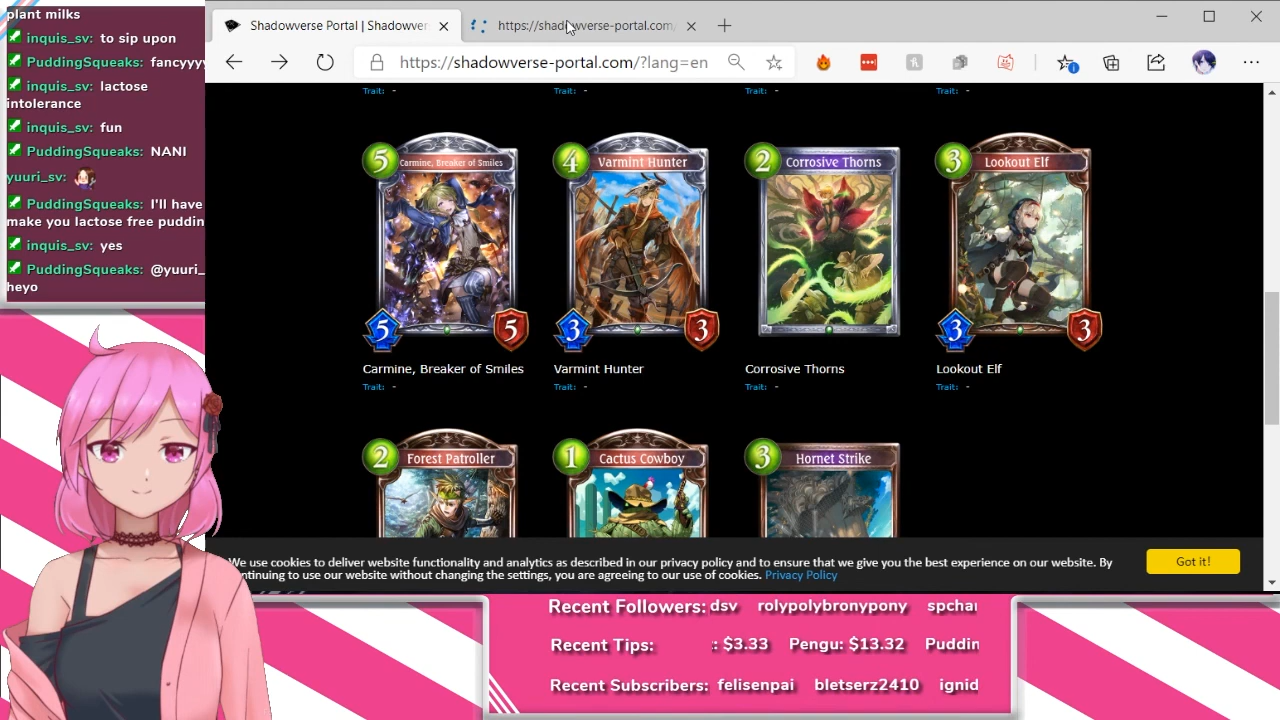 plant milks
inquis_sv: to sip upon
PuddingSqueaks: fancyyyy
inquis_sv: lactose
intolerance
inquis_sv: fun
PuddingSqueaks: NANI
yuuri_sv:
PuddingSqueaks: I'll have
make you lactose free puddin
inquis_sv: yes
PuddingSqueaks: @yuuri_
heyo
Shadowverse Portal | Shadowver
https://shadowverse-portal.com/
https://shadowverse-portal.com/?lang=en
Trait: -
Trait: -
Trait: -
Trait: -
5 Carmine, Breaker of Smiles
4 Varmint Hunter
2 Corrosive Thorns
3 Lookout Elf
5 5
3 3
3 3
Carmine, Breaker of Smiles
Varmint Hunter
Corrosive Thorns
Lookout Elf
Trait: -
Trait: -
Trait: -
Trait: -
2 Forest Patroller
1 Cactus Cowboy
3 Hornet Strike
We use cookies to deliver website functionality and analytics as described in our privacy policy and to ensure that we give you the best experience on our website. By
ntinuing to use our website without changing the settings, you are agreeing to our use of cookies. Privacy Policy
Got it!
Recent Followers: dsv rolypolybronypony spchar
Recent Tips: : $3.33 Pengu: $13.32 Puddin
Recent Subscribers: felisenpai bletserz2410 ignid